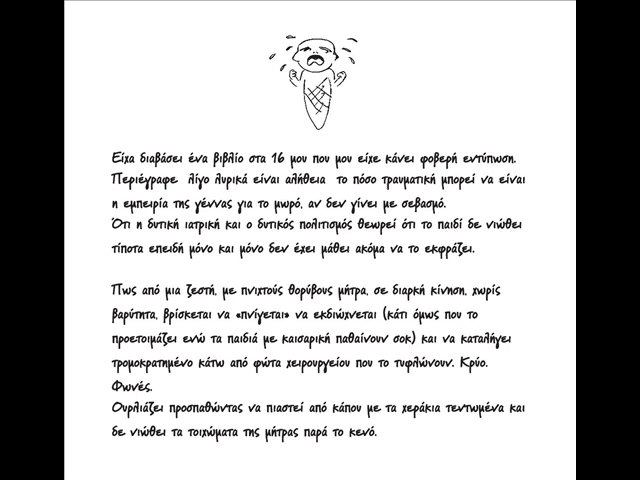 Είχα διαβάσει ένα βιβλίο στα 16 μου που μου είχε κάνει φοβερή εντύπωση.
Περιέγραφε λίγο λυρικά είναι αλήθεια το πόσο τραυματική μπορεί να είναι
η εμπειρία της γέννας για το μωρό, αν δεν γίνει με σεβασμό.
Ότι η δυτική ιατρική και ο δυτικός πολιτισμός θεωρεί ότι το παιδί δε νιώθει
τίποτα επειδή μόνο και μόνο δεν έχει μάθει ακόμα να το εκφράζει.
Πως από μια ζεστή, με πνιχτούς θορύβους μήτρα, σε διαρκή κίνηση, χωρίς
βαρύτητα, βρίσκεται να «πνίγεται» να εκδιώχνεται (κάτι όμως που το
προετοιμάζει ενώ τα παιδιά με καισαρική παθαίνουν σοκ) και να καταλήγει
τρομοκρατημένο κάτω από φώτα χειρουργείου που το τυφλώνουν. Κρύο.
Φωνές.
Ουρλιάζει προσπαθώντας να πιαστεί από κάπου με τα χεράκια τεντωμένα και
δε νιώθει τα τοιχώματα της μήτρας παρά το κενό.